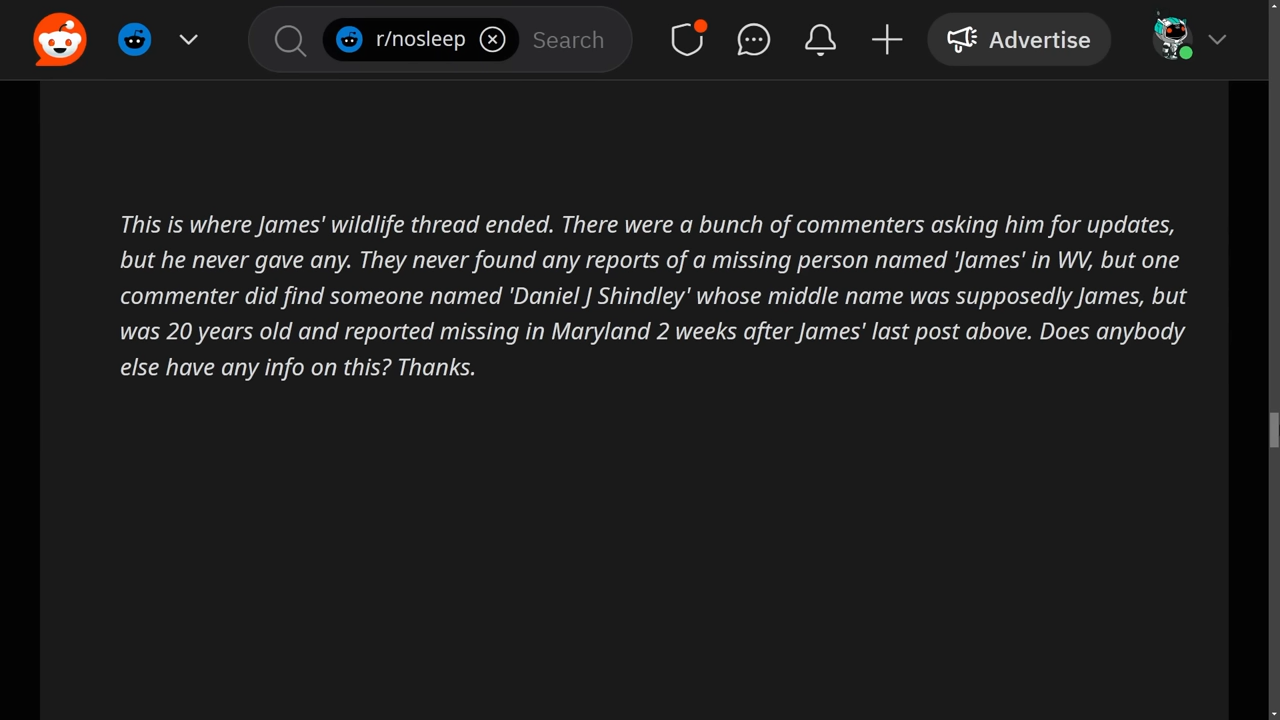 r/nosleep
Search
Advertise
This is where James' wildlife thread ended. There were a bunch of commenters asking him for updates,
but he never gave any. They never found any reports of a missing person named 'James' in WV, but one
commenter did find someone named 'Daniel J Shindley' whose middle name was supposedly James, but
was 20 years old and reported missing in Maryland 2 weeks after James' last post above. Does anybody
else have any info on this? Thanks.